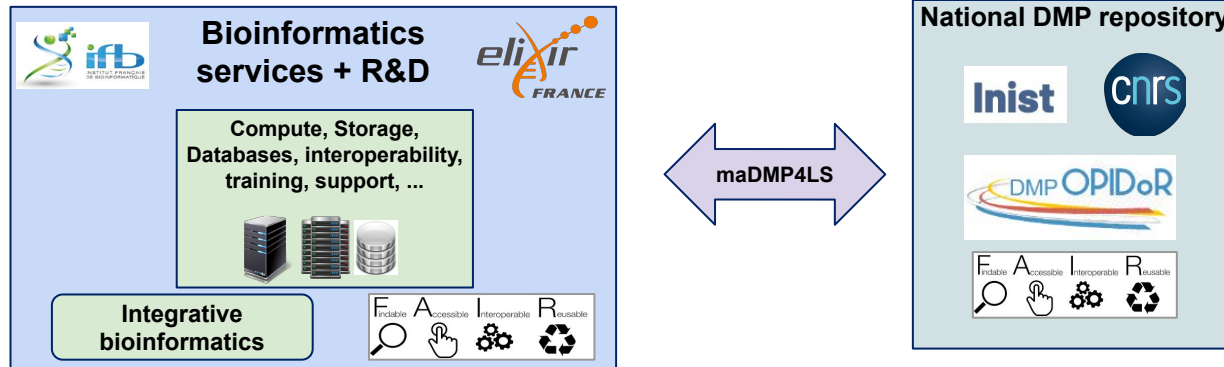 ifb
INSTITUT FRANÇAIS
DE BIOINFORMATIQUE
Bioinformatics
services + R&D
elixir
FRANCE
Compute, Storage,
Databases, interoperability,
training, support, ...
Integrative
bioinformatics
Findable Accessible Interoperable Reusable
maDMP4LS
National DMP repository
Inist
cnrs
DMP OPIDoR
Findable Accessible Interoperable Reusable